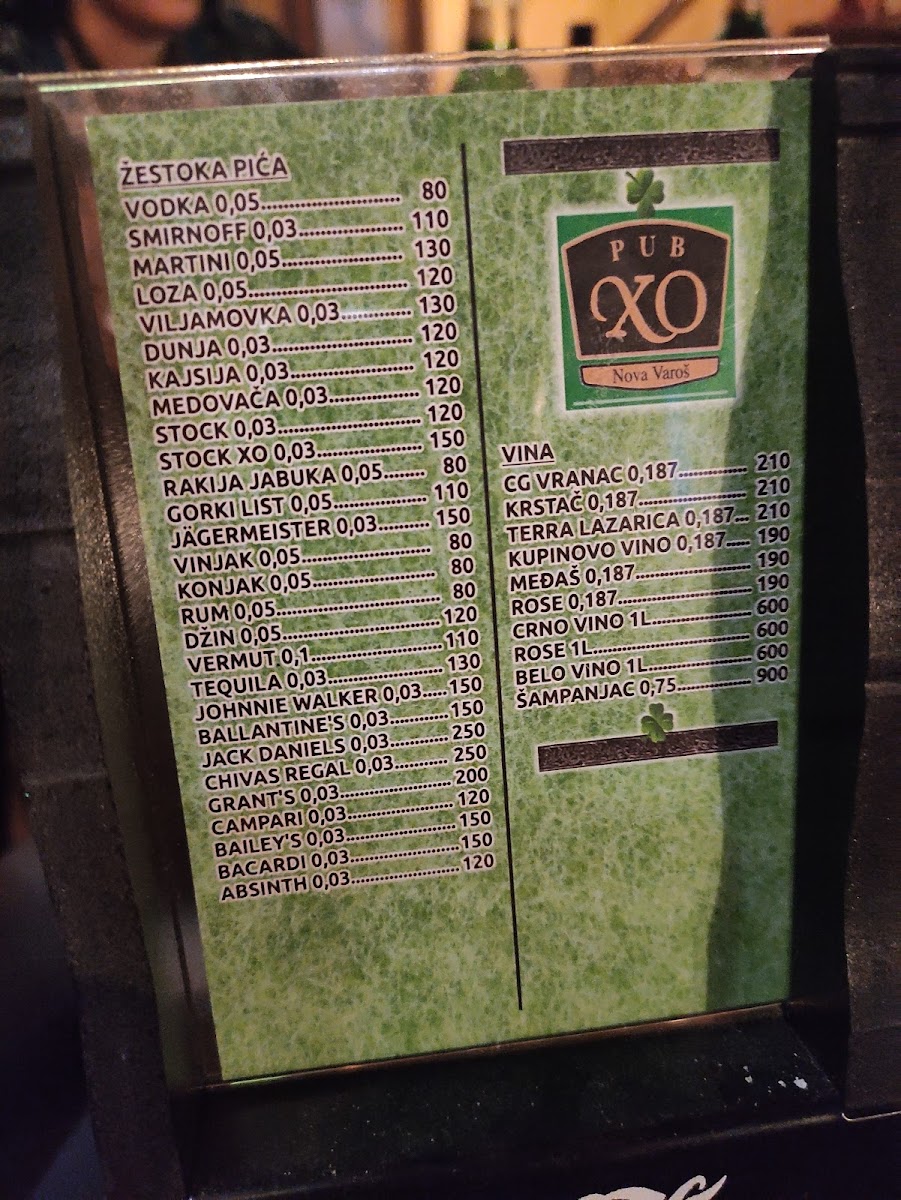 ŽESTOKA PIĆA
VODKA 0,05........................ 80
SMIRNOFF 0,03.................. 110
MARTINI 0,05..................... 130
LOZA 0,05........................... 120
VILJAMOVKA 0,03............ 130
DUNJA 0,03........................ 120
KAJSIJA 0,03..................... 120
MEDOVAČA 0,03............... 120
STOCK 0,03........................ 120
STOCK XO 0,03.................. 150
RAKIJA JABUKA 0,05....... 80
GORKI LIST 0,05............... 110
JÄGERMEISTER 0,03......... 150
VINJAK 0,05...................... 80
KONJAK 0,05..................... 80
RUM 0,05........................... 80
DŽIN 0,05........................... 120
VERMUT 0,1....................... 110
TEQUILA 0,03.................... 130
JOHNNIE WALKER 0,03..... 150
BALLANTINE'S 0,03........... 150
JACK DANIELS 0,03........... 250
CHIVAS REGAL 0,03.......... 250
GRANT'S 0,03.................... 200
CAMPARI 0,03................... 120
BAILEY'S 0,03................... 150
BACARDI 0,03.................... 150
ABSINTH 0,03.................... 120
PUB
XO
Nova Varoš
VINA
CG VRANAC 0,187.............. 210
KRSTAČ 0,187.................... 210
TERRA LAZARICA 0,187... 210
KUPINOVO VINO 0,187..... 190
MEĐAŠ 0,187..................... 190
ROSE 0,187........................ 190
CRNO VINO 1L................... 600
ROSE 1L............................. 600
BELO VINO 1L................... 600
ŠAMPANJAC 0,75.............. 900